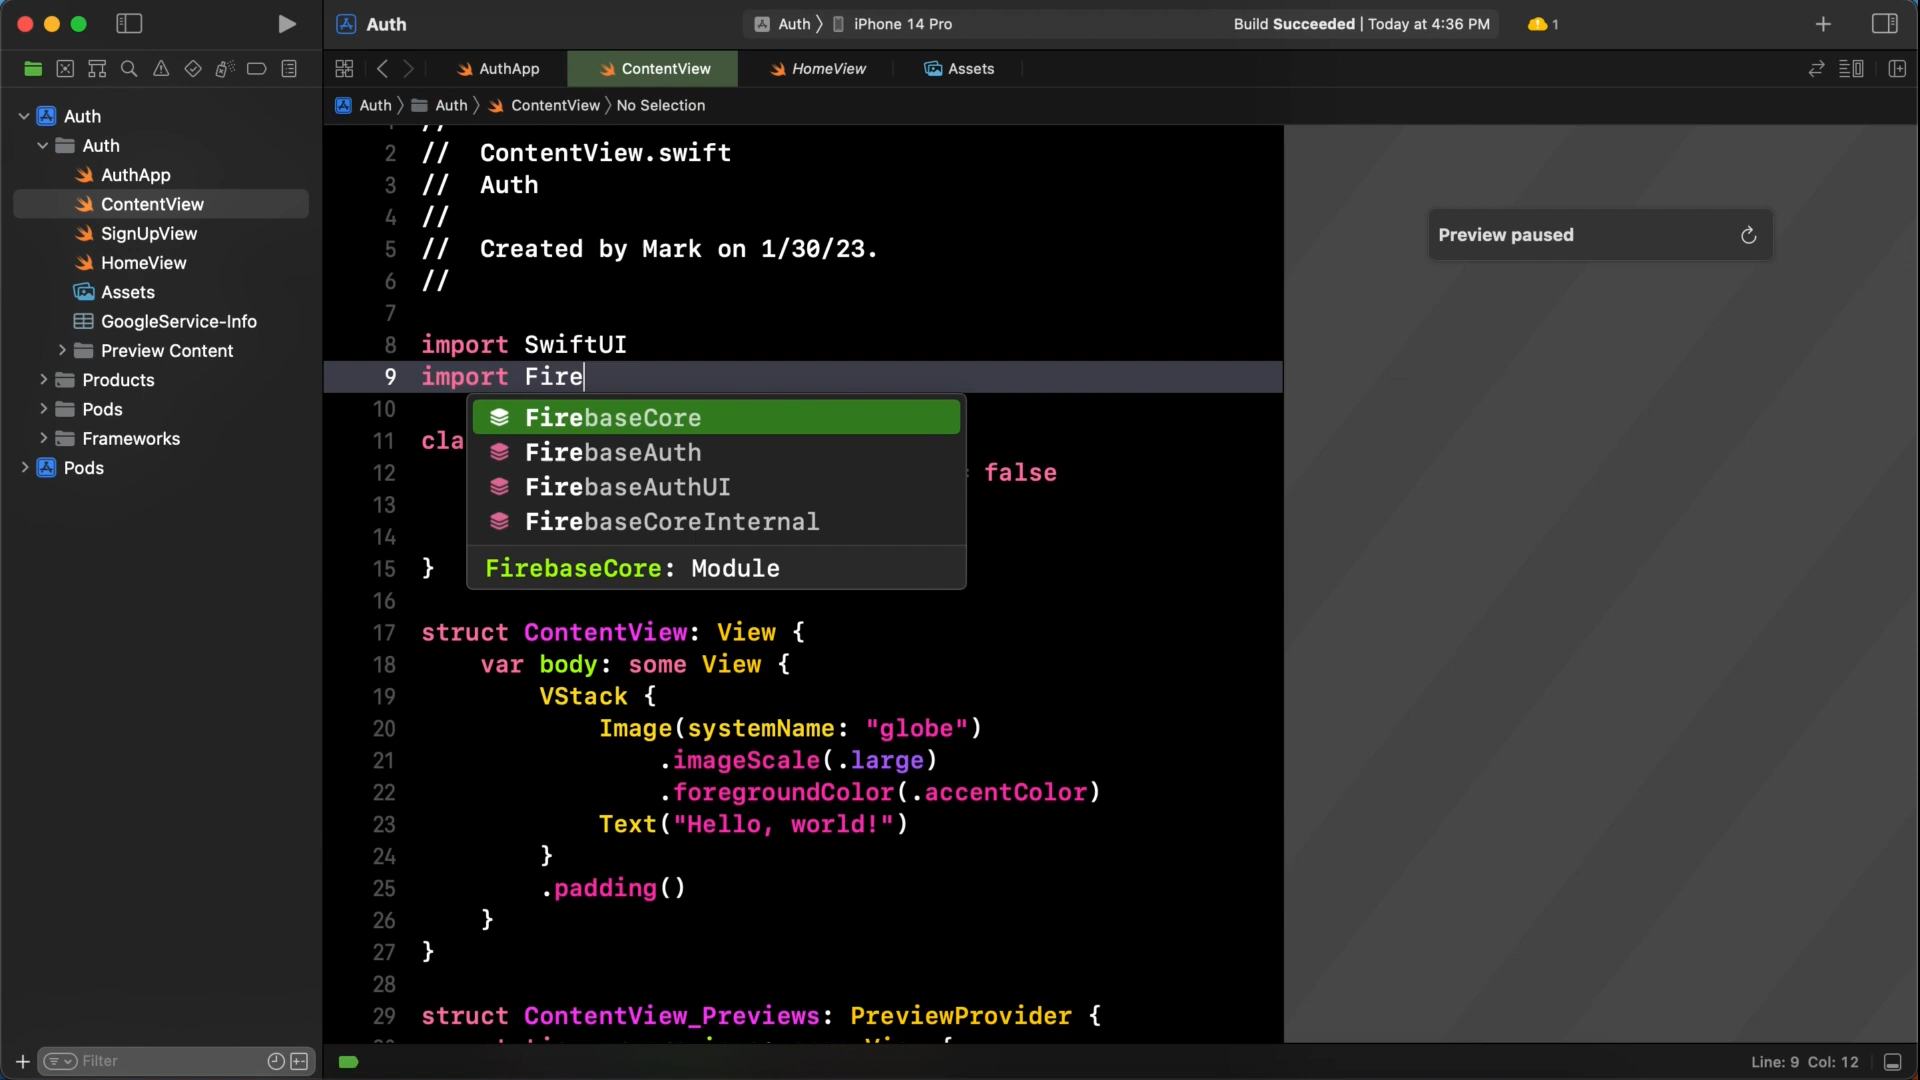 Auth
Auth 〉 iPhone 14 Pro
Build Succeeded | Today at 4:36 PM
1
AuthApp
ContentView
HomeView
Assets
Auth 〉 Auth 〉 ContentView 〉 No Selection
Auth
Auth
AuthApp
ContentView
SignUpView
HomeView
Assets
GoogleService-Info
Preview Content
Products
Pods
Frameworks
Pods
Filter
//
2 // ContentView.swift
3 // Auth
4 //
5 // Created by Mark on 1/30/23.
6 //
7
8 import SwiftUI
9 import Fire
10
11 cla
12 false
13
14
15 }
16
FirebaseCore
FirebaseAuth
FirebaseAuthUI
FirebaseCoreInternal
FirebaseCore: Module
17 struct ContentView: View {
18 var body: some View {
19 VStack {
20 Image(systemName: "globe")
21 .imageScale(.large)
22 .foregroundColor(.accentColor)
23 Text("Hello, world!")
24 }
25 .padding()
26 }
27 }
28
29 struct ContentView_Previews: PreviewProvider {
Preview paused
Line: 9 Col: 12